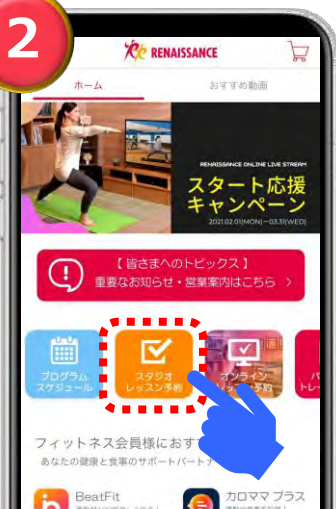 2
RENAISSANCE
ホーム
おすすめ動画
RENAISSANCE ONLINE LIVE STREAM
スタート応援
キャンペーン
2021.02.01(MON)-03.31(WED)
【 皆さまへのトピックス 】
重要なお知らせ・営業案内はこちら >
プログラム
スケジュール
スタジオ
レッスン予約
オンライン
フィットネス会員様におす
あなたの健康と食事のサポートパート
BeatFit
カロママ プラス